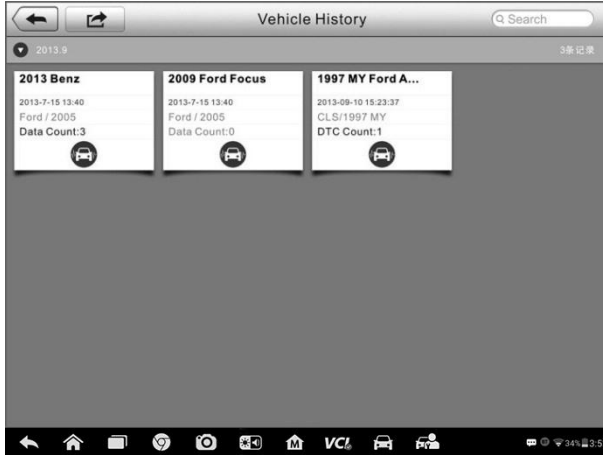 Vehicle History
Search
2013.9
3条记录
2013 Benz
2013-7-15 13:40
Ford / 2005
Data Count:3
2009 Ford Focus
2013-7-15 13:40
Ford / 2005
Data Count:0
1997 MY Ford A...
2013-09-10 15:23:37
CLS/1997 MY
DTC Count:1
M
VCI
34% 3:5